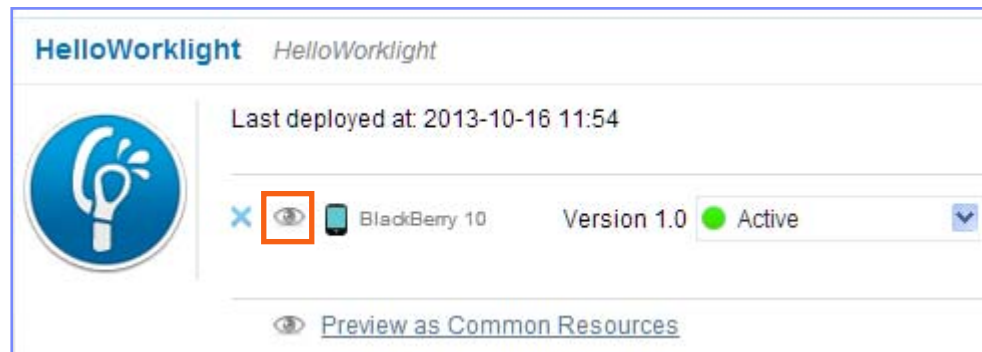 HelloWorklight HelloWorklight
Last deployed at: 2013-10-16 11:54
BlackBerry 10 Version 1.0 Active
Preview as Common Resources